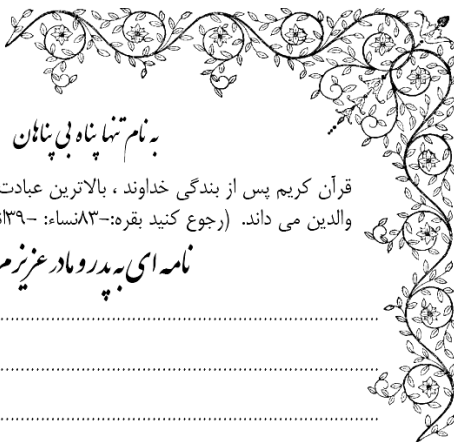 به نام تنها پناه بی پناهان
قرآن کریم پس از بندگی خداوند ، بالاترین عبادت
والدین می داند. (رجوع کنید بقره:-۸۳نساء: -۱۳۹
نامه ای به پدر و مادر عزیزم